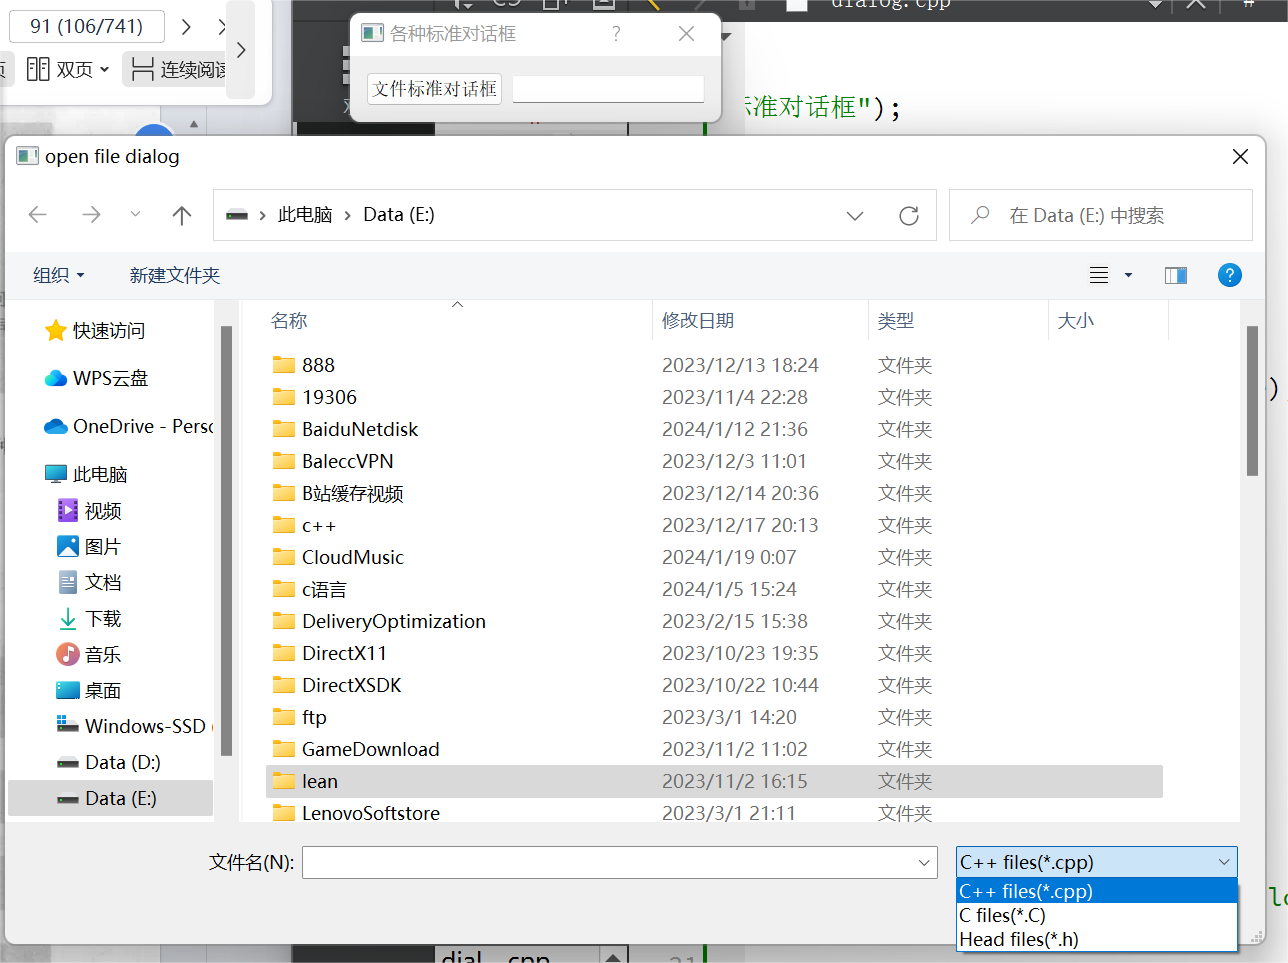 91 (106/741)
页 双页 连续阅读
dialog.cpp #
各种标准对话框 ?
文件标准对话框
标准对话框");
open file dialog
此电脑 > Data (E:)
在 Data (E:) 中搜索
组织 新建文件夹 ?
名称 修改日期 类型 大小
快速访问
WPS云盘
OneDrive - Perso
此电脑
视频
图片
文档
下载
音乐
桌面
Windows-SSD (
Data (D:)
Data (E:)
888 2023/12/13 18:24 文件夹
19306 2023/11/4 22:28 文件夹
BaiduNetdisk 2024/1/12 21:36 文件夹
BaleccVPN 2023/12/3 11:01 文件夹
B站缓存视频 2023/12/14 20:36 文件夹
c++ 2023/12/17 20:13 文件夹
CloudMusic 2024/1/19 0:07 文件夹
c语言 2024/1/5 15:24 文件夹
DeliveryOptimization 2023/2/15 15:38 文件夹
DirectX11 2023/10/23 19:35 文件夹
DirectXSDK 2023/10/22 10:44 文件夹
ftp 2023/3/1 14:20 文件夹
GameDownload 2023/11/2 11:02 文件夹
lean 2023/11/2 16:15 文件夹
LenovoSoftstore 2023/3/1 21:11 文件夹
)
文件名(N):
C++ files(*.cpp)
C++ files(*.cpp)
C files(*.C)
Head files(*.h)